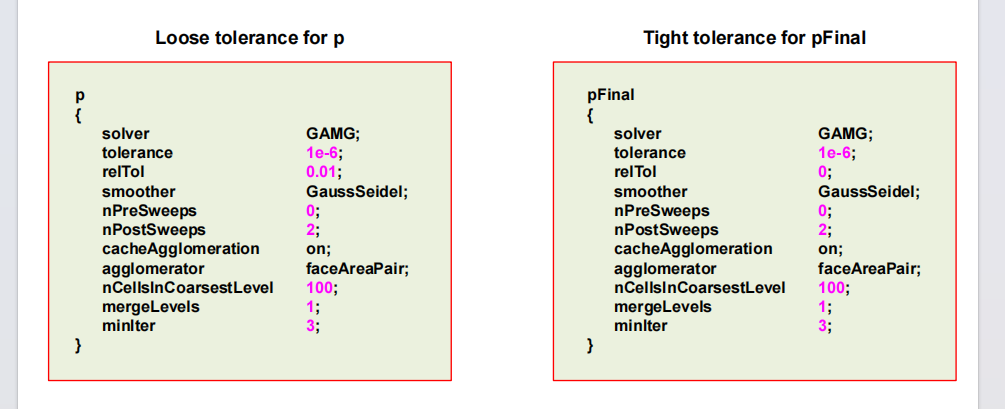 Loose tolerance for p
p
{
solver GAMG;
tolerance 1e-6;
relTol 0.01;
smoother GaussSeidel;
nPreSweeps 0;
nPostSweeps 2;
cacheAgglomeration on;
agglomerator faceAreaPair;
nCellsInCoarsestLevel 100;
mergeLevels 1;
minIter 3;
}
Tight tolerance for pFinal
pFinal
{
solver GAMG;
tolerance 1e-6;
relTol 0;
smoother GaussSeidel;
nPreSweeps 0;
nPostSweeps 2;
cacheAgglomeration on;
agglomerator faceAreaPair;
nCellsInCoarsestLevel 100;
mergeLevels 1;
minIter 3;
}